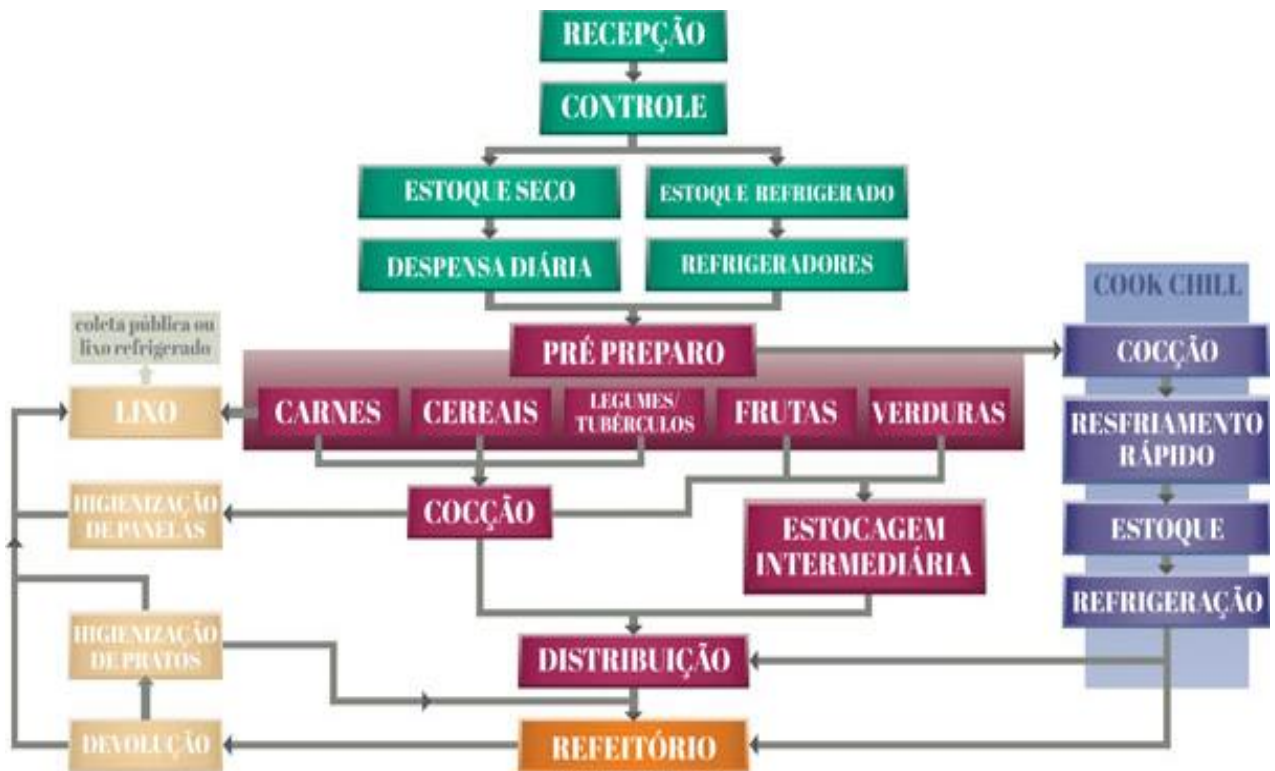 RECEPÇÃO
CONTROLE
ESTOQUE SECO
ESTOQUE REFRIGERADO
DESPENSA DIÁRIA
REFRIGERADORES
COOK CHILL
coleta pública ou
lixo refrigerado
PRÉ PREPARO
COCÇÃO
LIXO
CARNES
CEREAIS
LEGUMES/
TUBÉRCULOS
FRUTAS
VERDURAS
RESFRIAMENTO
RÁPIDO
HIGIENIZAÇÃO
DE PANELAS
COCÇÃO
ESTOCAGEM
INTERMEDIÁRIA
ESTOQUE
REFRIGERAÇÃO
HIGIENIZAÇÃO
DE PRATOS
DISTRIBUIÇÃO
DEVOLUÇÃO
REFEITÓRIO